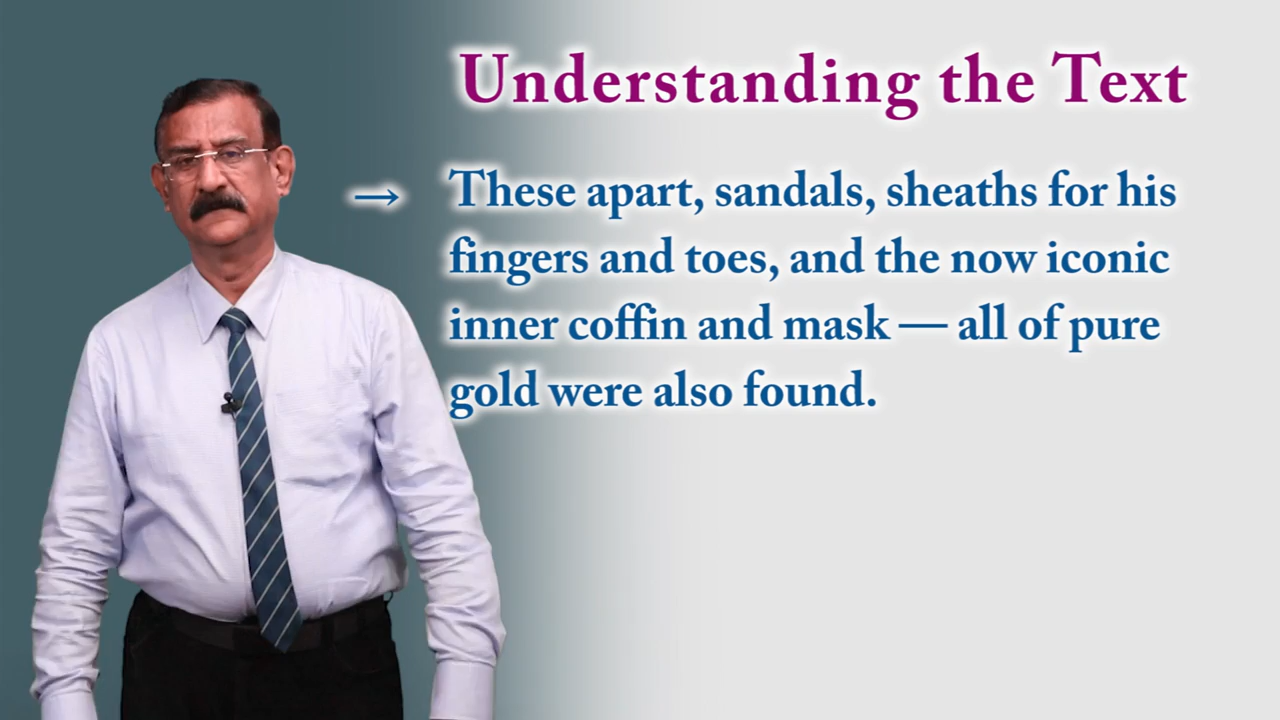 Understanding the Text
→ These apart, sandals, sheaths for his
fingers and toes, and the now iconic
inner coffin and mask — all of pure
gold were also found.